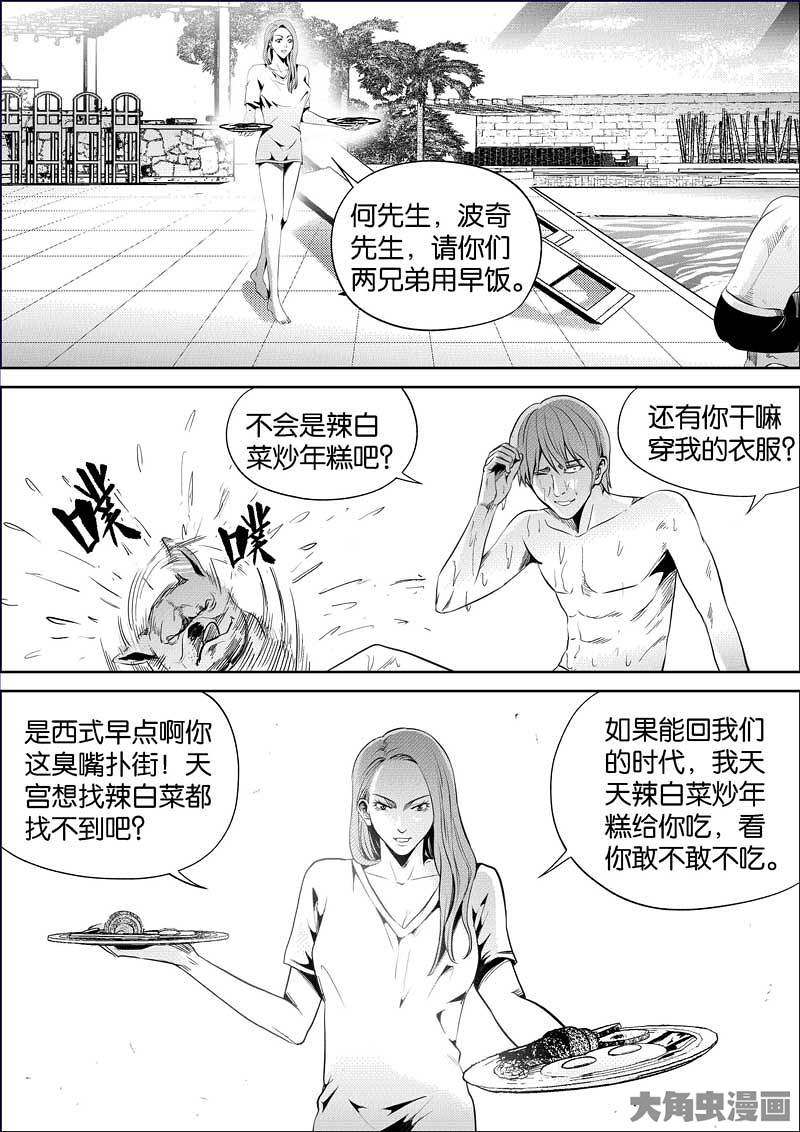 何先生，波奇
先生，请你们
两兄弟用早饭。
不会是辣白
菜炒年糕吧？
还有你干嘛
穿我的衣服？
噗
噗
是西式早点啊你
这臭嘴扑街！天
宫想找辣白菜都
找不到吧？
如果能回我们
的时代，我天
天辣白菜炒年
糕给你吃，看
你敢不敢不吃。
大角虫漫画